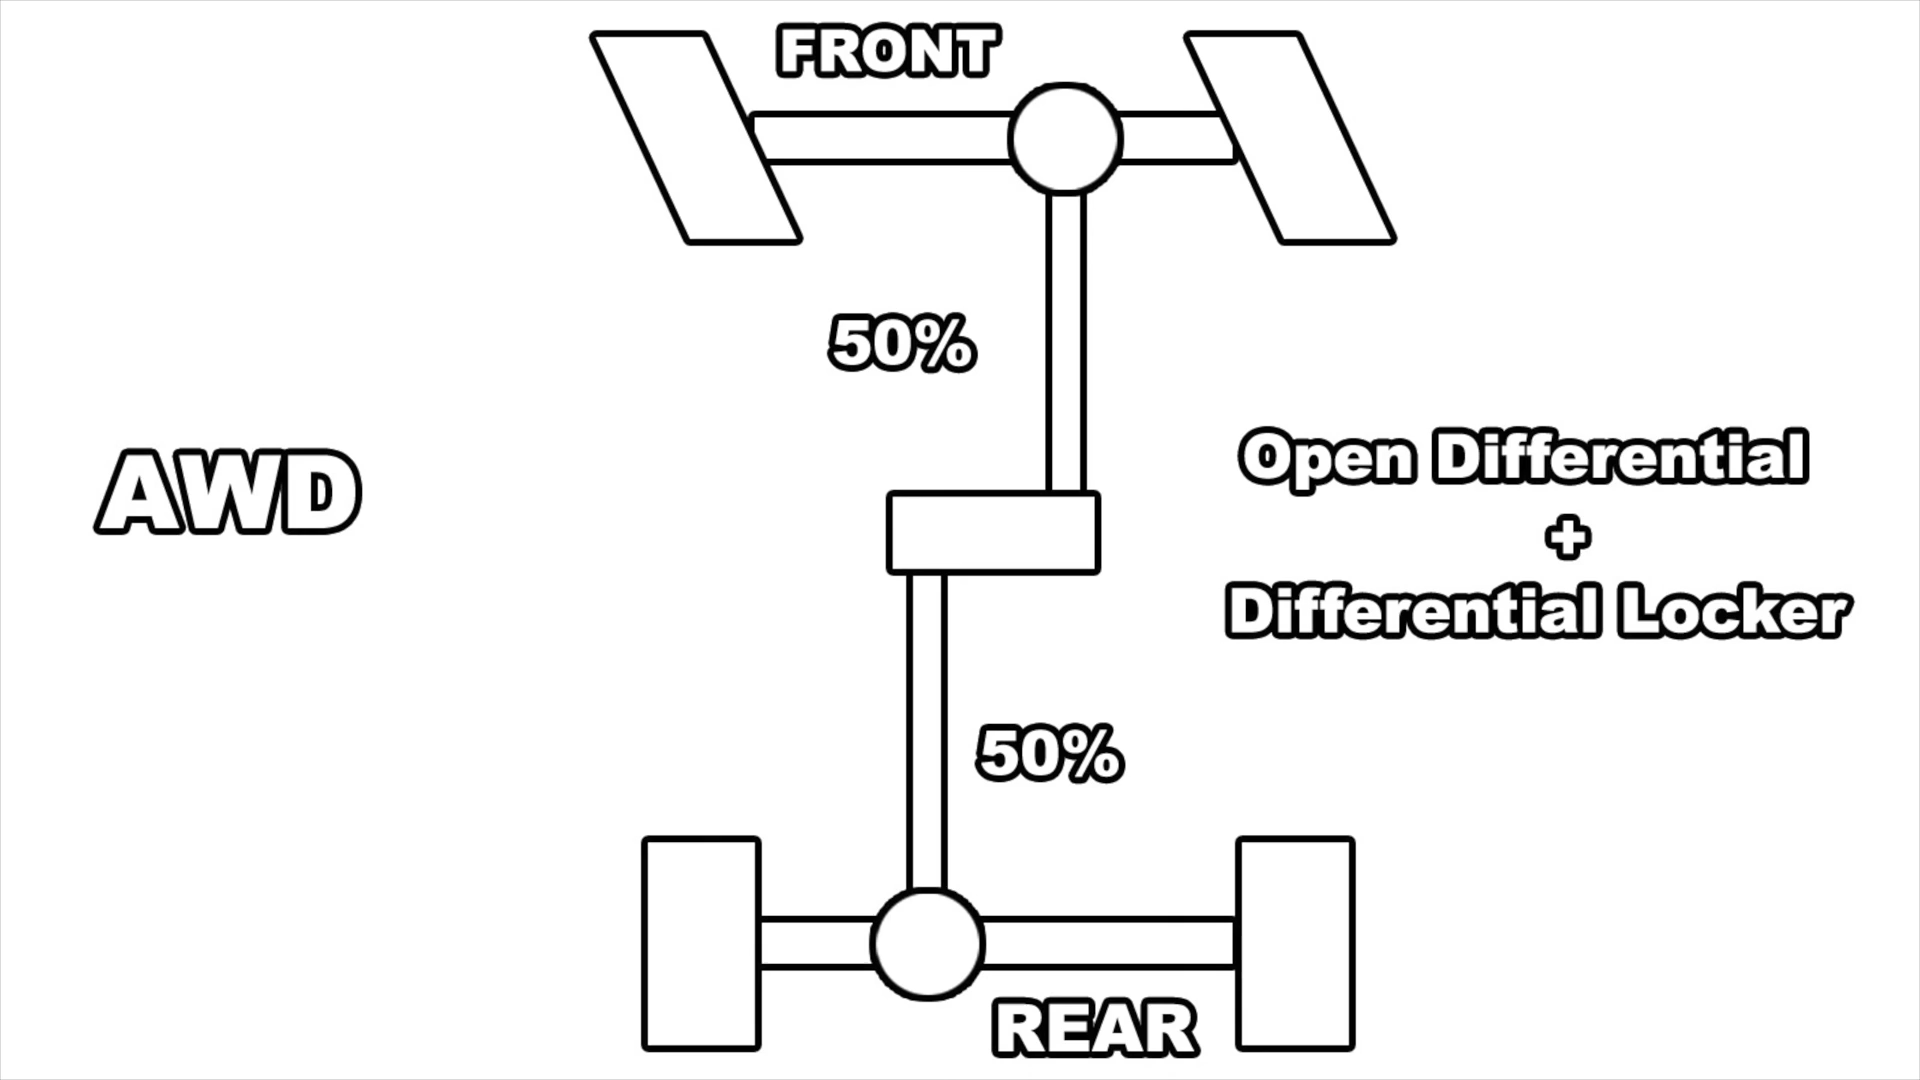 FRONT
50%
AWD
Open Differential
+
Differential Locker
50%
REAR